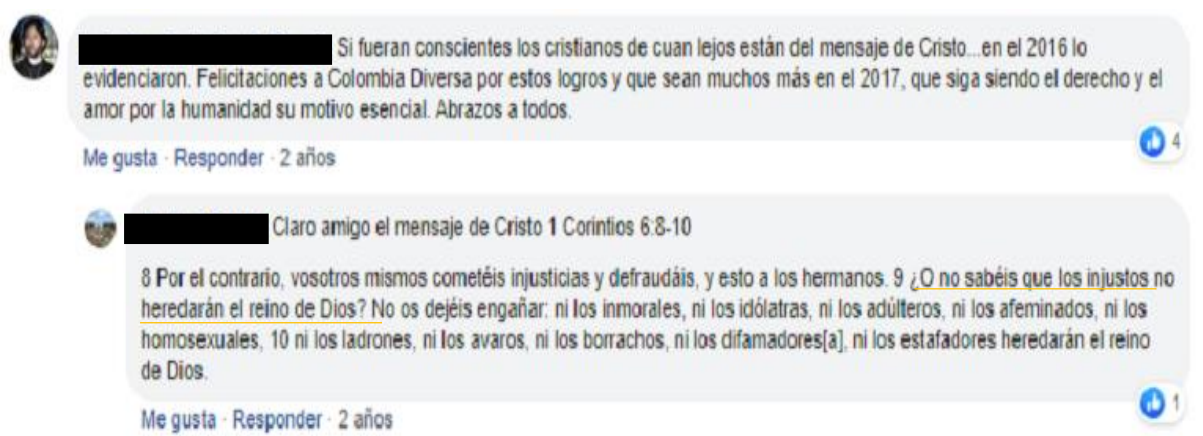 Si fueran conscientes los cristianos de cuan lejos están del mensaje de Cristo...en el 2016 lo
evidenciaron. Felicitaciones a Colombia Diversa por estos logros y que sean muchos más en el 2017, que siga siendo el derecho y el
amor por la humanidad su motivo esencial. Abrazos a todos.
4
Me gusta · Responder · 2 años
Claro amigo el mensaje de Cristo 1 Corintios 6:8-10
8 Por el contrario, vosotros mismos cometéis injusticias y defraudáis, y esto a los hermanos. 9 ¿O no sabéis que los injustos no
heredarán el reino de Dios? No os dejéis engañar: ni los inmorales, ni los idólatras, ni los adúlteros, ni los afeminados, ni los
homosexuales, 10 ni los ladrones, ni los avaros, ni los borrachos, ni los difamadores[a], ni los estafadores heredarán el reino
de Dios.
1
Me gusta · Responder · 2 años